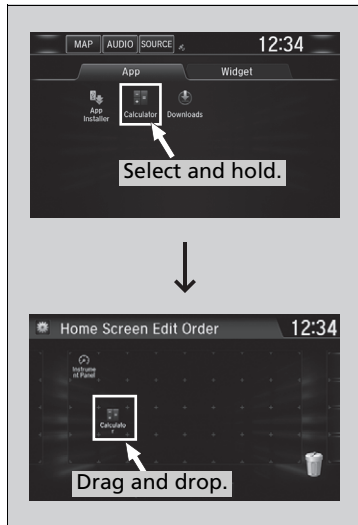 MAP AUDIO SOURCE 12:34
App Widget
App
Installer
Calculator
Downloads
Select and hold.
Home Screen Edit Order 12:34
Instrume
nt Panel
Calculato
r
Drag and drop.